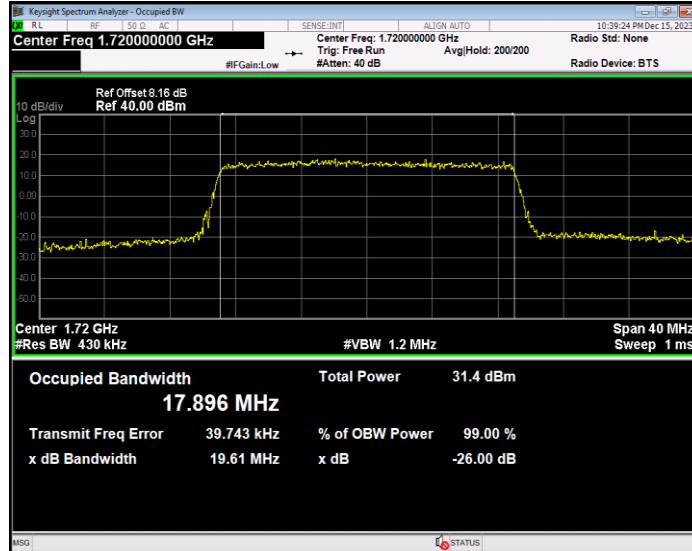 Keysight Spectrum Analyzer - Occupied BW
RL RF 50 Ω AC SENSE:INT ALIGN AUTO 10:39:24 PM Dec 15, 2023
Center Freq 1.720000000 GHz Center Freq: 1.720000000 GHz Radio Std: None
Trig: Free Run Avg|Hold: 200/200
#IFGain:Low #Atten: 40 dB Radio Device: BTS
Ref Offset 8.16 dB
10 dB/div Ref 40.00 dBm
Log
30.0
20.0
10.0
0.00
-10.0
-20.0
-30.0
-40.0
-50.0
Center 1.72 GHz Span 40 MHz
#Res BW 430 kHz #VBW 1.2 MHz Sweep 1 ms
Occupied Bandwidth Total Power 31.4 dBm
17.896 MHz
Transmit Freq Error 39.743 kHz % of OBW Power 99.00 %
x dB Bandwidth 19.61 MHz x dB -26.00 dB
MSG STATUS